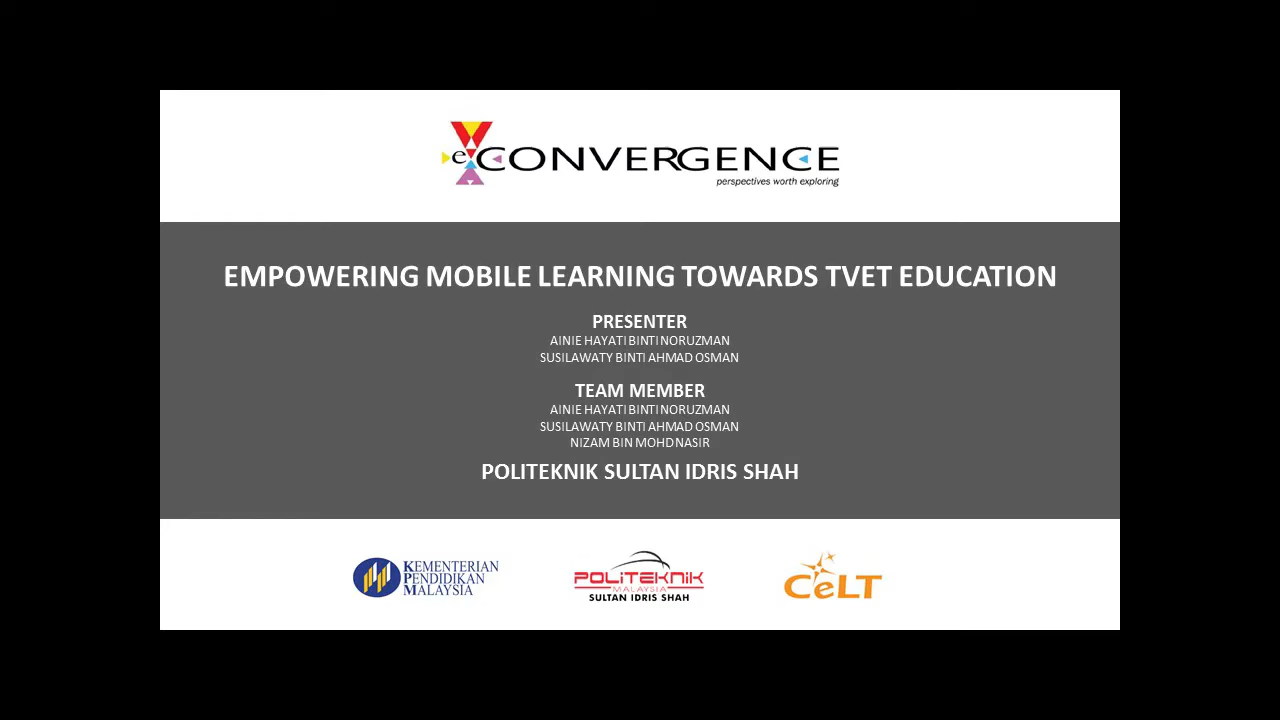 eCONVERGENCE
perspectives worth exploring
EMPOWERING MOBILE LEARNING TOWARDS TVET EDUCATION
PRESENTER
AINIE HAYATI BINTI NORUZMAN
SUSILAWATY BINTI AHMAD OSMAN
TEAM MEMBER
AINIE HAYATI BINTI NORUZMAN
SUSILAWATY BINTI AHMAD OSMAN
NIZAM BIN MOHD NASIR
POLITEKNIK SULTAN IDRIS SHAH
KEMENTERIAN
PENDIDIKAN
MALAYSIA
POLITEKNIK
MALAYSIA
SULTAN IDRIS SHAH
CeLT